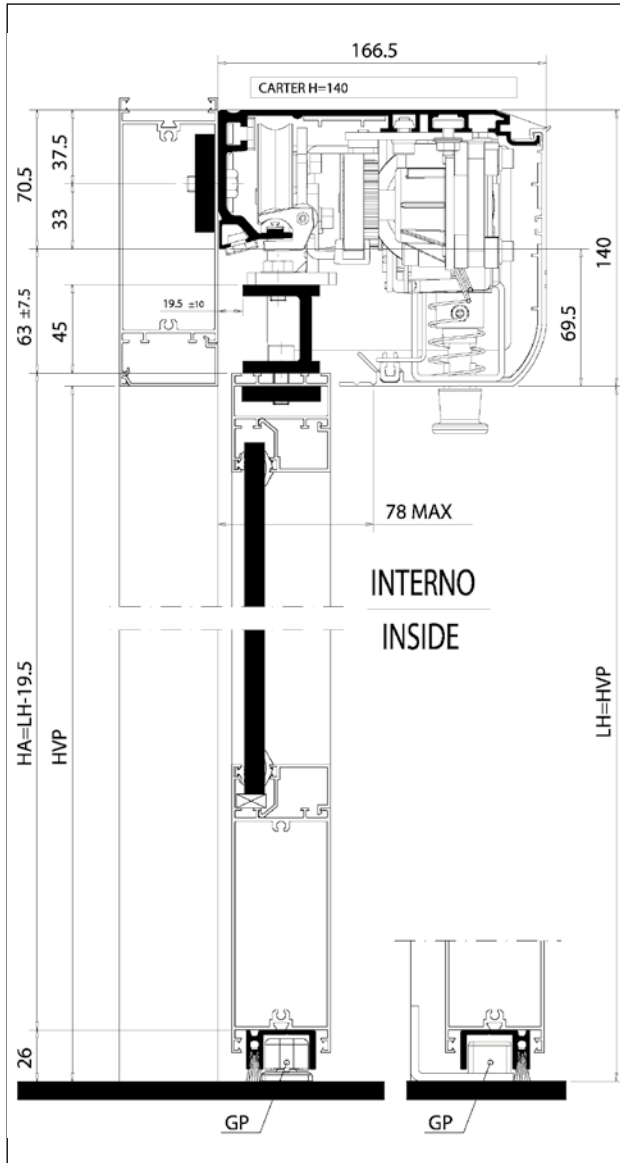 166.5
CARTER H=140
37.5
70.5
33
140
63 ±7.5
45
19.5 ±10
69.5
78 MAX
INTERNO
INSIDE
HA=LH-19.5
HVP
LH=HVP
26
GP
GP